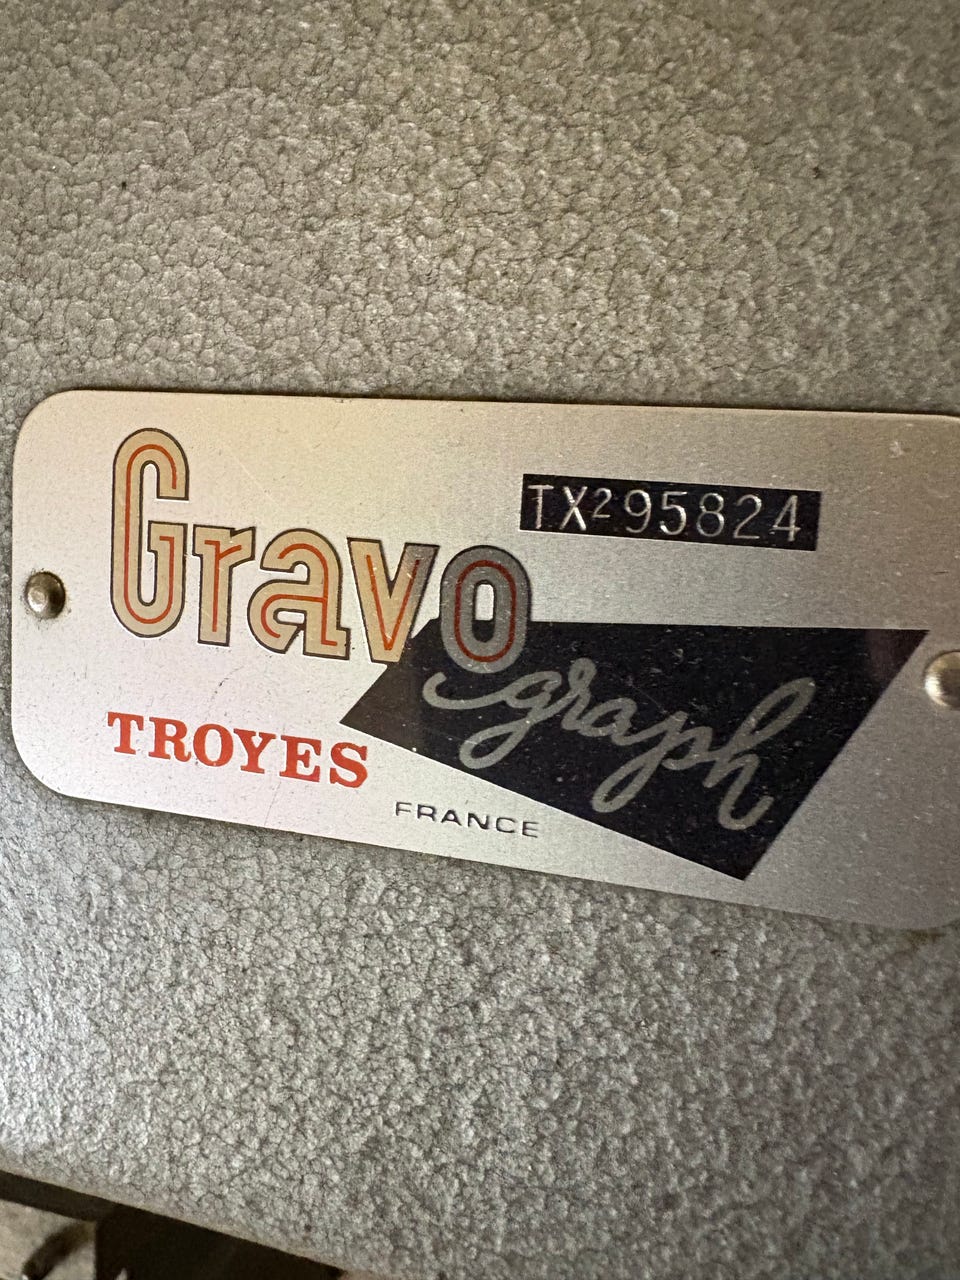 TX²95824
Gravograph
TROYES
FRANCE